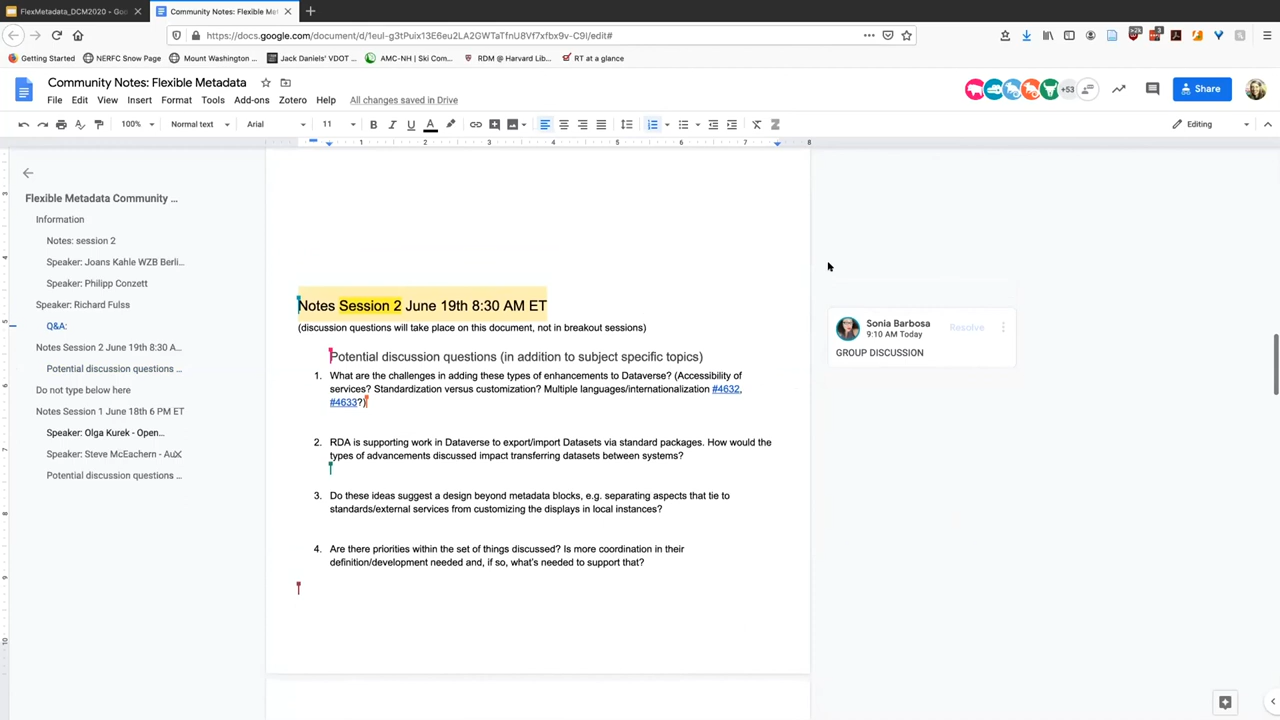 FlexMetadata_DCM2020 - Go
Community Notes: Flexible Met
https://docs.google.com/document/d/1euI-g3tPuix13E6eu2LA2GWTaTfnU8Vf7xfbx9v-C9I/edit#
Getting Started
NERFC Snow Page
Mount Washington ...
Jack Daniels' VDOT ...
AMC-NH | Ski Com...
RDM @ Harvard Lib...
RT at a glance
Community Notes: Flexible Metadata
+53
Share
File Edit View Insert Format Tools Add-ons Zotero Help All changes saved in Drive
100% Normal text Arial 11 B I U A Editing
1 2 3 4 5 6 7 8
Flexible Metadata Community ...
Information
Notes: session 2
Speaker: Joans Kahle WZB Berli...
Speaker: Philipp Conzett
Speaker: Richard Fulss
Q&A:
Notes Session 2 June 19th 8:30 A...
Potential discussion questions ...
Do not type below here
Notes Session 1 June 18th 6 PM ET
Speaker: Olga Kurek - Open...
Speaker: Steve McEachern - Aux
Potential discussion questions ...
Notes Session 2 June 19th 8:30 AM ET
(discussion questions will take place on this document, not in breakout sessions)
Potential discussion questions (in addition to subject specific topics)
1. What are the challenges in adding these types of enhancements to Dataverse? (Accessibility of
services? Standardization versus customization? Multiple languages/internationalization #4632,
#4633?)
2. RDA is supporting work in Dataverse to export/import Datasets via standard packages. How would the
types of advancements discussed impact transferring datasets between systems?
3. Do these ideas suggest a design beyond metadata blocks, e.g. separating aspects that tie to
standards/external services from customizing the displays in local instances?
4. Are there priorities within the set of things discussed? Is more coordination in their
definition/development needed and, if so, what's needed to support that?
Sonia Barbosa
Resolve
9:10 AM Today
GROUP DISCUSSION